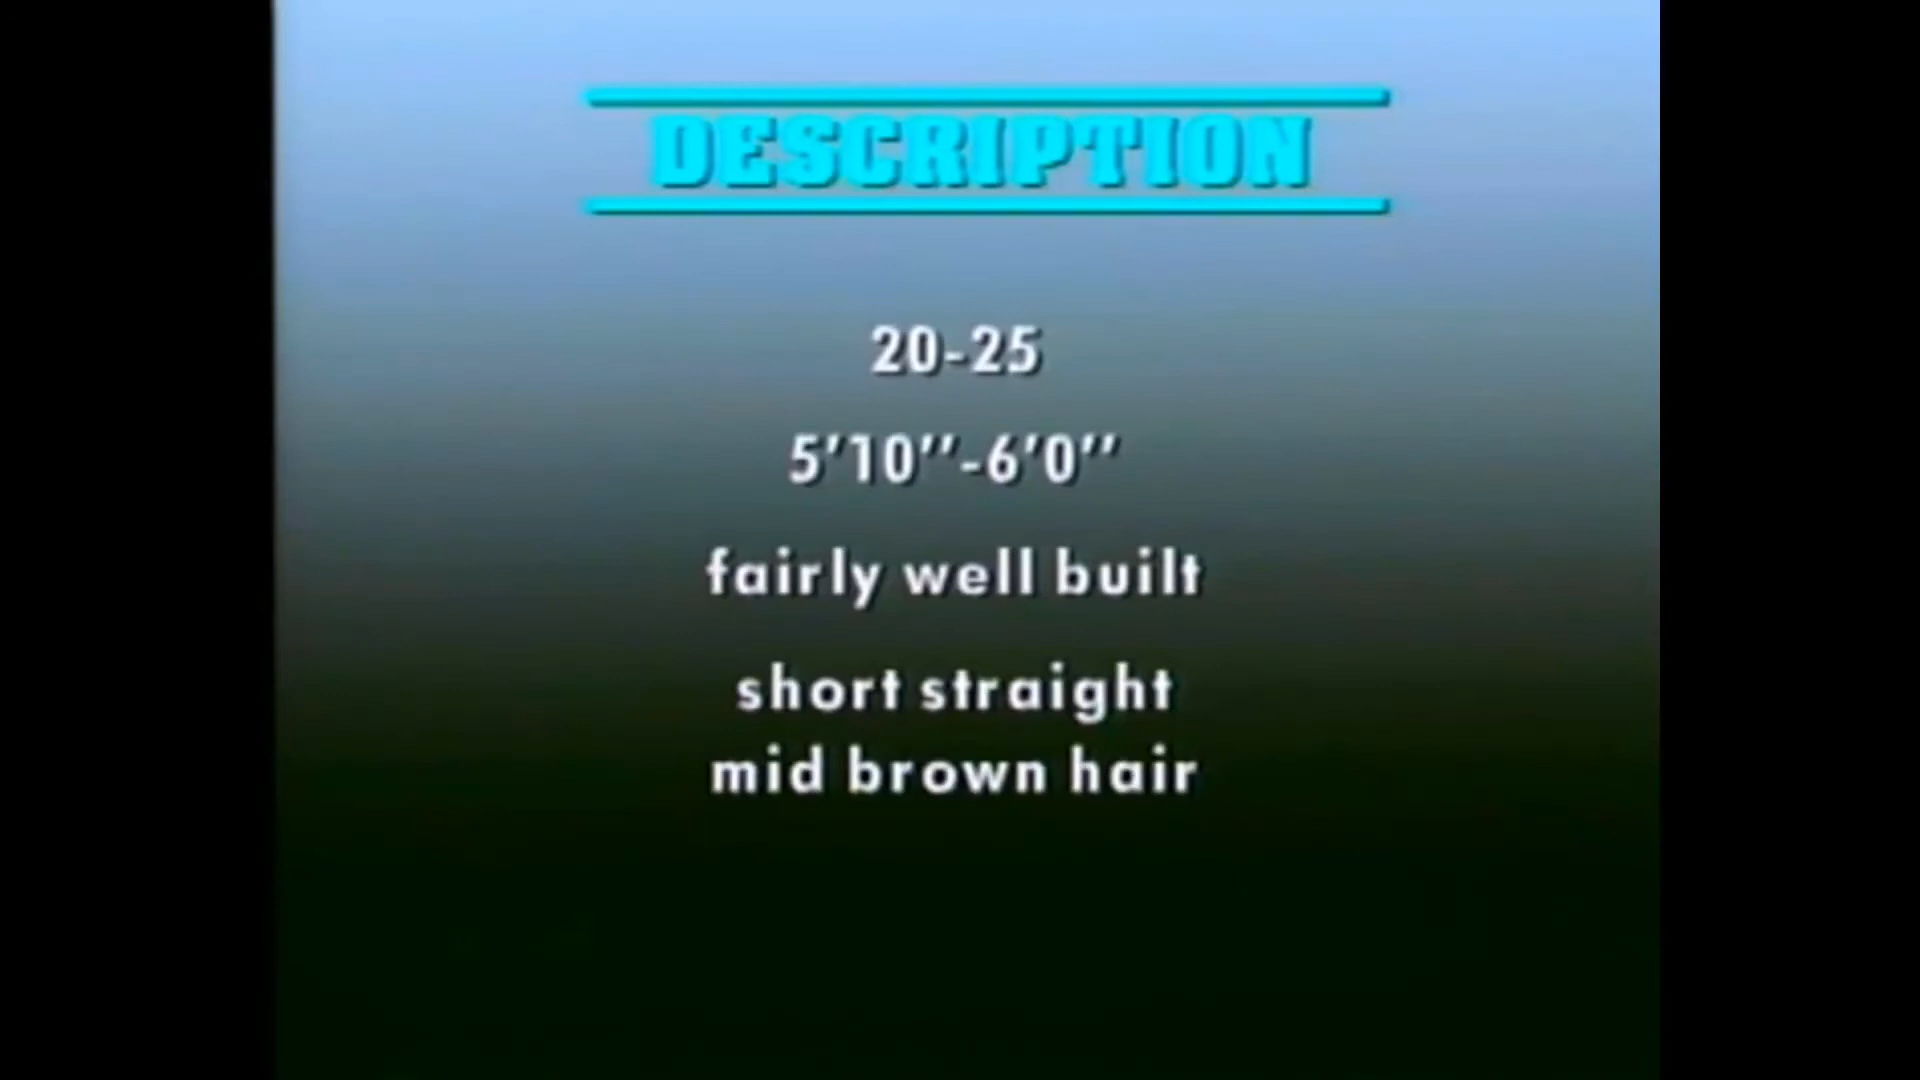 DESCRIPTION
20-25
5'10''-6'0''
fairly well built
short straight
mid brown hair